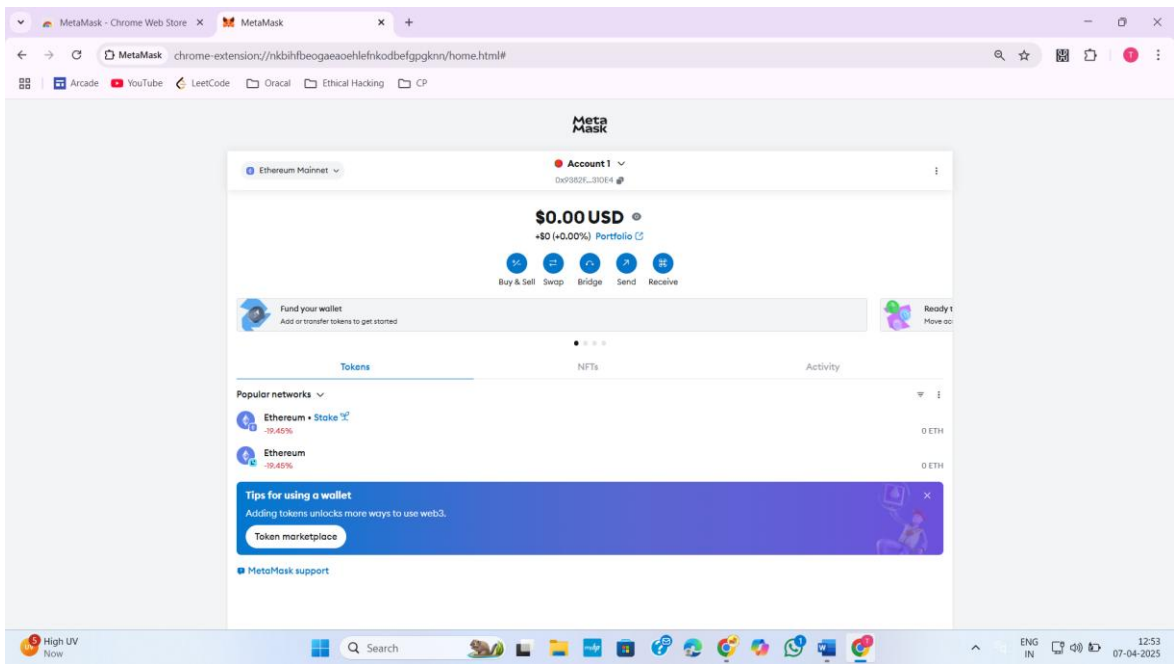 MetaMask - Chrome Web Store
MetaMask
MetaMask chrome-extension://nkbihfbeogaeaoehlefnkodbefgpgknn/home.html#
T
Arcade YouTube LeetCode Oracal Ethical Hacking CP
Meta
Mask
Ethereum Mainnet
Account 1
$0.00 USD
+$0 (+0.00%) Portfolio
Buy & Sell Swap Bridge Send Receive
Fund your wallet
Add or transfer tokens to get started
Ready t
Move ac
Tokens NFTs Activity
Popular networks
Ethereum • Stake
-19.45% 0 ETH
Ethereum
-19.45% 0 ETH
Tips for using a wallet
Adding tokens unlocks more ways to use web3.
Token marketplace
MetaMask support
High UV
Now
Search
ENG
IN
12:53
07-04-2025